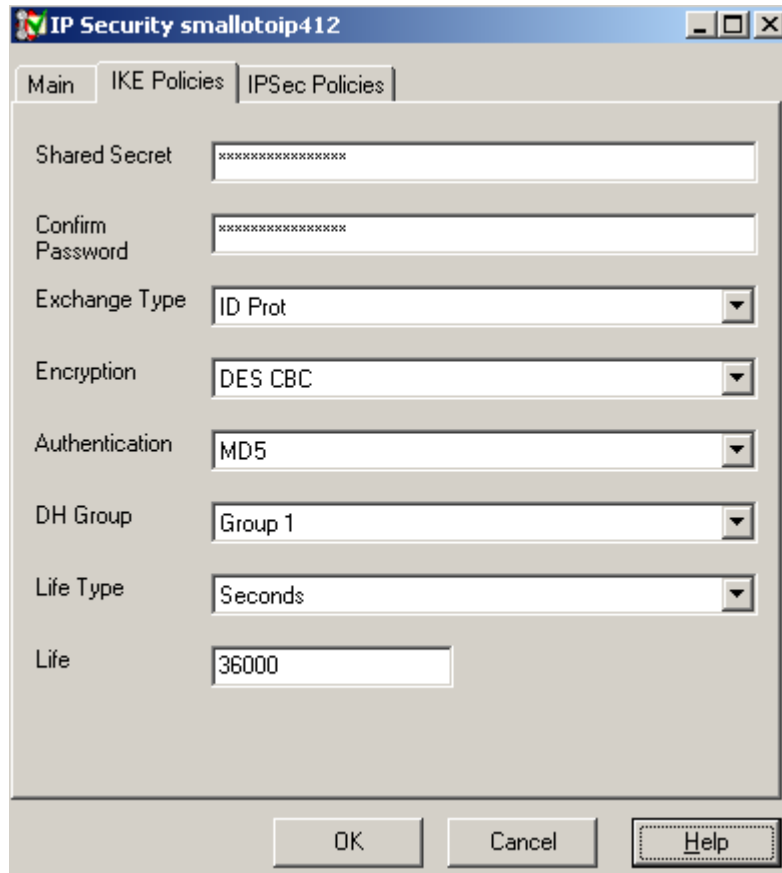 IP Security smallotoip412
Main IKE Policies IPSec Policies
Shared Secret ****************
Confirm
Password ****************
Exchange Type ID Prot
Encryption DES CBC
Authentication MD5
DH Group Group 1
Life Type Seconds
Life 36000
OK Cancel Help